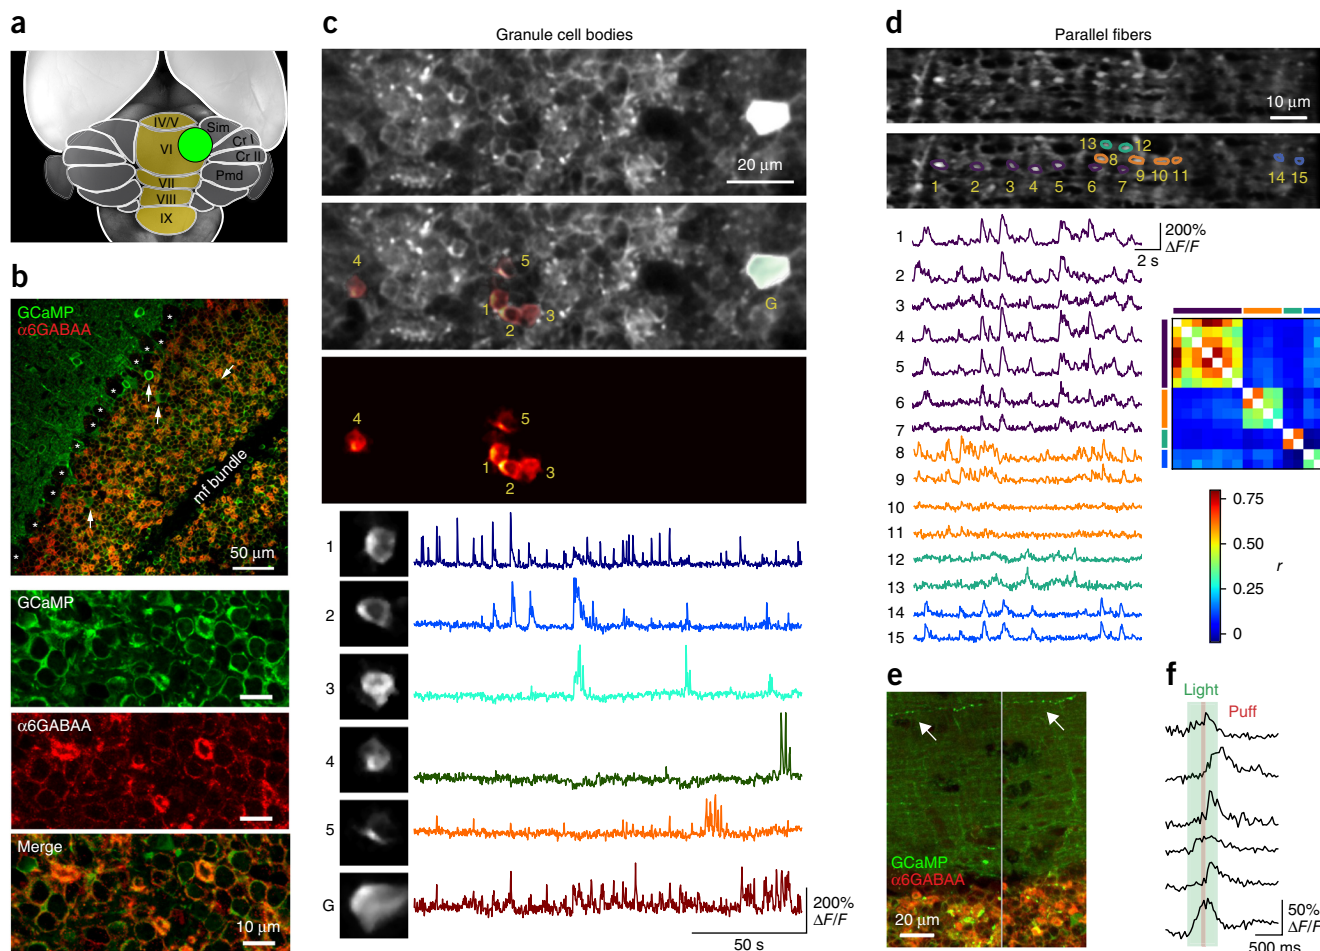 a
IV/V
Sim
VI
Cr I
Cr II
Pmd
VII
VIII
IX
b
GCaMP
α6GABAA
* * * * * * * * * * * * * *
mf bundle
50 µm
GCaMP
α6GABAA
Merge
10 µm
c
Granule cell bodies
20 µm
4
5
1
2
3
G
4
5
1
2
3
1
2
3
4
5
G
200%
ΔF/F
50 s
d
Parallel fibers
10 µm
13
12
8
1
2
3
4
5
6
7
9
10
11
14
15
1
2
3
4
5
6
7
8
9
10
11
12
13
14
15
200%
ΔF/F
2 s
0.75
0.50
0.25
0
r
e
GCaMP
α6GABAA
20 µm
f
Light
Puff
50%
ΔF/F
500 ms